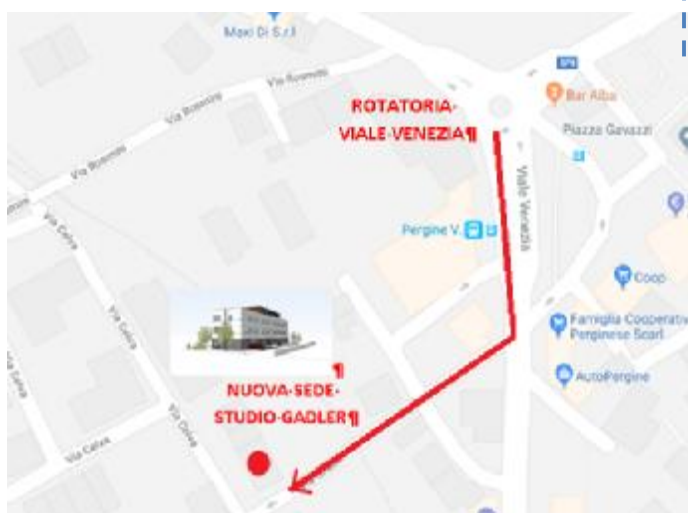 Maxi Di S.r.l
Via Rosmini
ROTATORIA·
VIALE·VENEZIA¶
Bar Alba
Piazza Gavazzi
Via Rosmini
Via Rosmini
Viale Venezia
Pergine V.
Via Celva
Coop
Via Celva
Famiglia Cooperativ
Perginese Scarl
¶
NUOVA·SEDE·
STUDIO·GADLER¶
AutoPergine
Via Celva
Via Celva